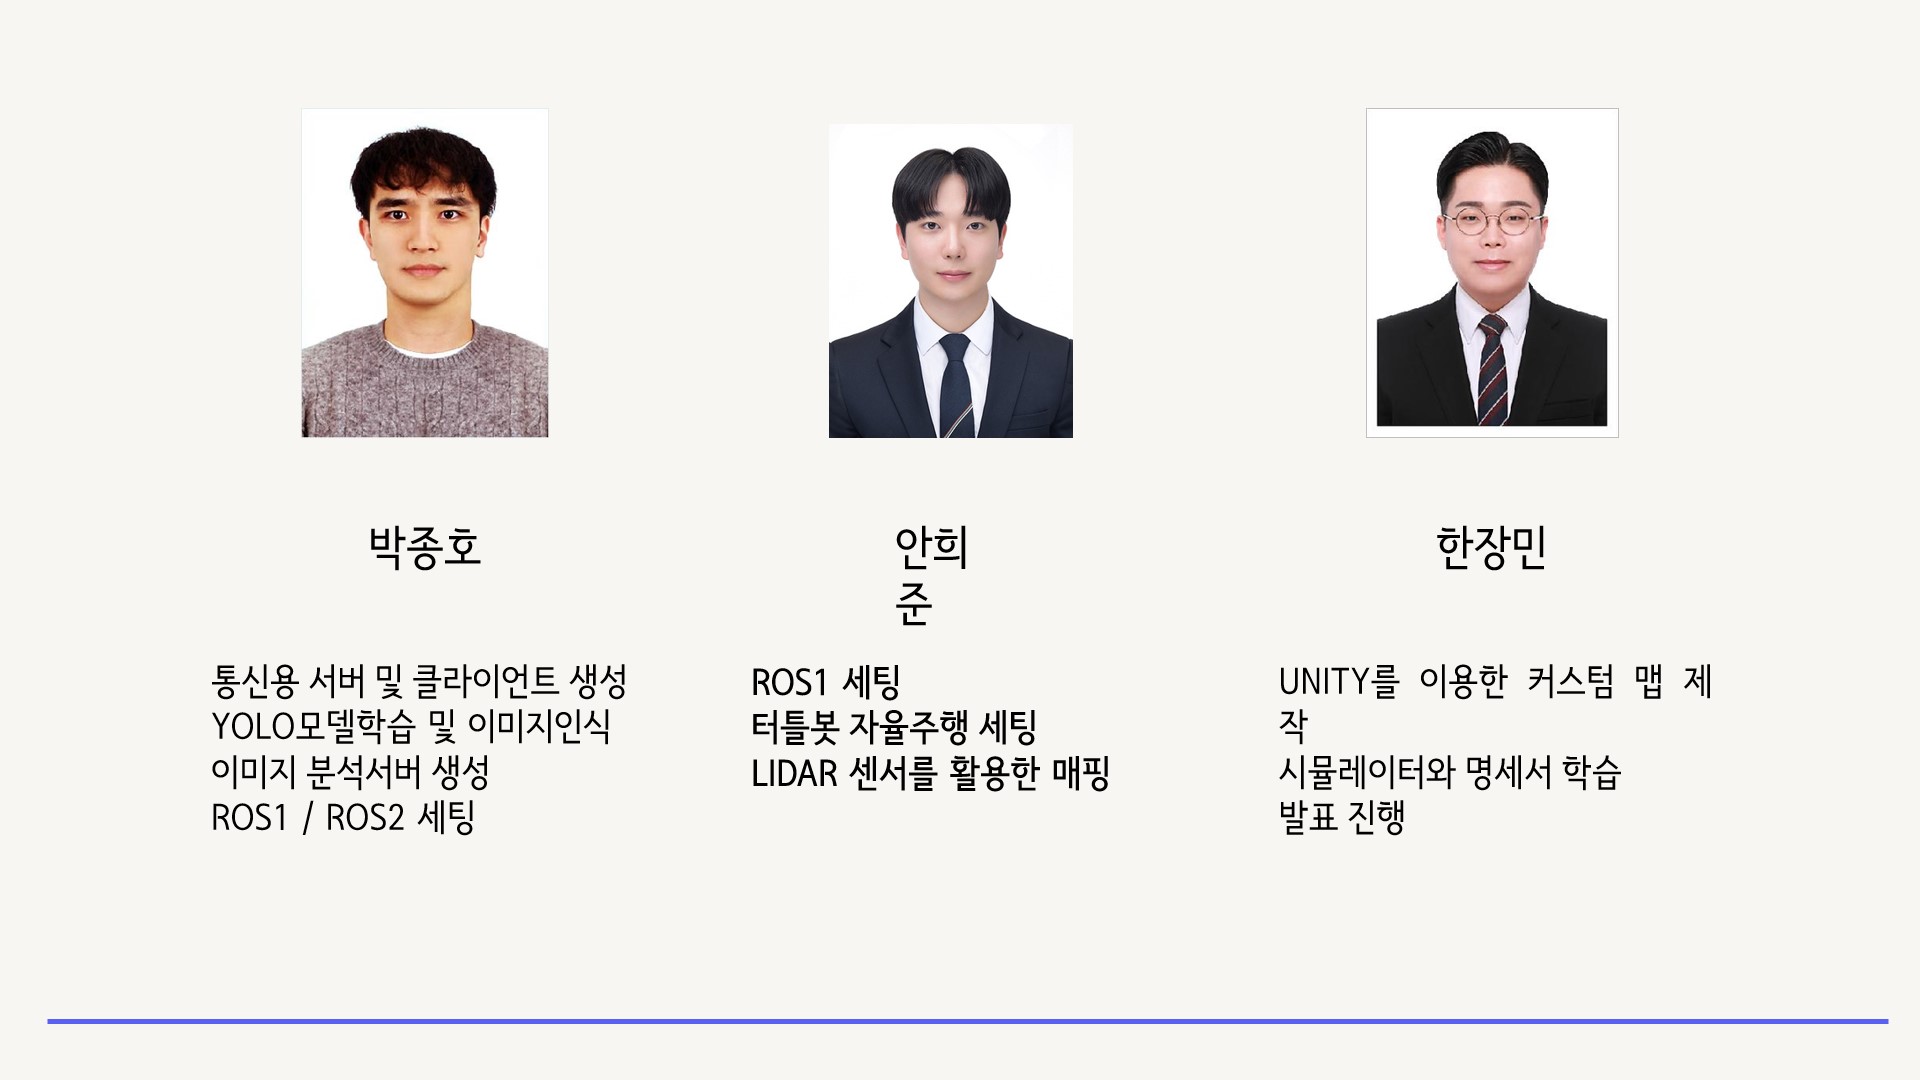 박종호
통신용 서버 및 클라이언트 생성
YOLO모델학습 및 이미지인식
이미지 분석서버 생성
ROS1 / ROS2 세팅
안희
준
ROS1 세팅
터틀봇 자율주행 세팅
LIDAR 센서를 활용한 매핑
한장민
UNITY를 이용한 커스텀 맵 제
작
시뮬레이터와 명세서 학습
발표 진행